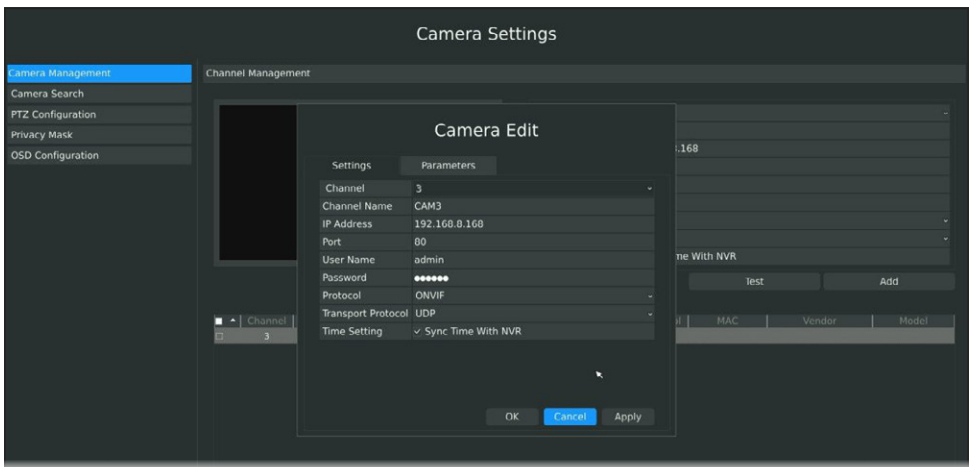 Camera Settings
Camera Management
Channel Management
Camera Search
PTZ Configuration
Privacy Mask
OSD Configuration
Camera Edit
Settings Parameters
Channel 3
Channel Name CAM3
IP Address 192.168.8.168
Port 80
User Name admin
Password ●●●●●●
Protocol ONVIF
Transport Protocol UDP
Time Setting ✓ Sync Time With NVR
OK Cancel Apply
.168
me With NVR
Test Add
Channel MAC Vendor Model
3